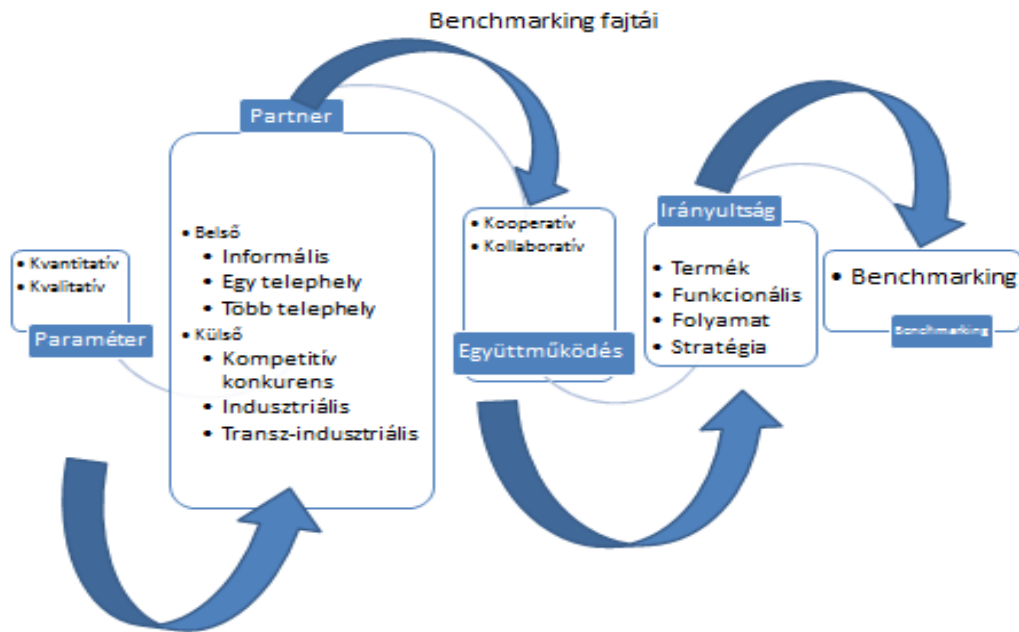 Benchmarking fajtái
• Kvantitatív
• Kvalitatív
Paraméter
Partner
• Belső
• Informális
• Egy telephely
• Több telephely
• Külső
• Kompetitív
konkurens
• Indusztriális
• Transz-indusztriális
• Kooperatív
• Kollaboratív
Együttműködés
Irányultság
• Termék
• Funkcionális
• Folyamat
• Stratégia
• Benchmarking
Benchmarking